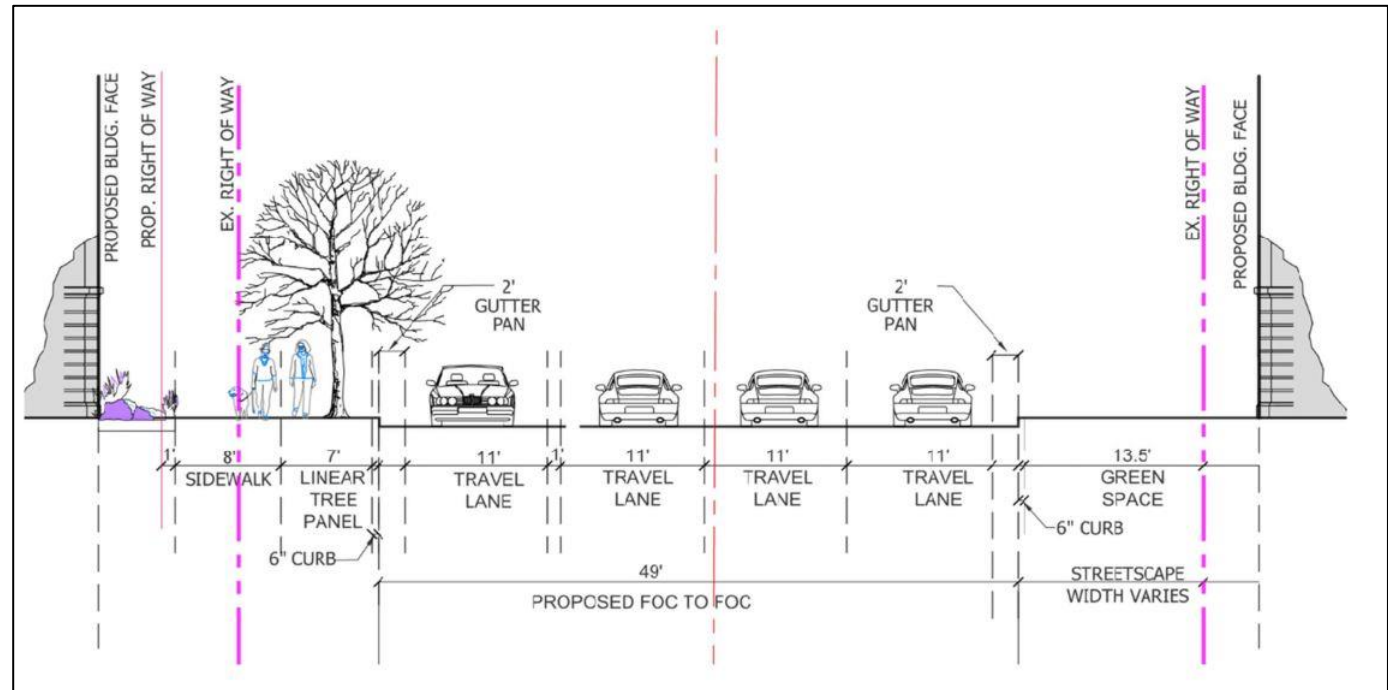 PROPOSED BLDG. FACE
PROP. RIGHT OF WAY
EX. RIGHT OF WAY
EX. RIGHT OF WAY
PROPOSED BLDG. FACE
2'
GUTTER
PAN
2'
GUTTER
PAN
1'
8'
SIDEWALK
7'
LINEAR
TREE
PANEL
11'
TRAVEL
LANE
1'
11'
TRAVEL
LANE
11'
TRAVEL
LANE
11'
TRAVEL
LANE
13.5'
GREEN
SPACE
6" CURB
6" CURB
49'
PROPOSED FOC TO FOC
STREETSCAPE
WIDTH VARIES